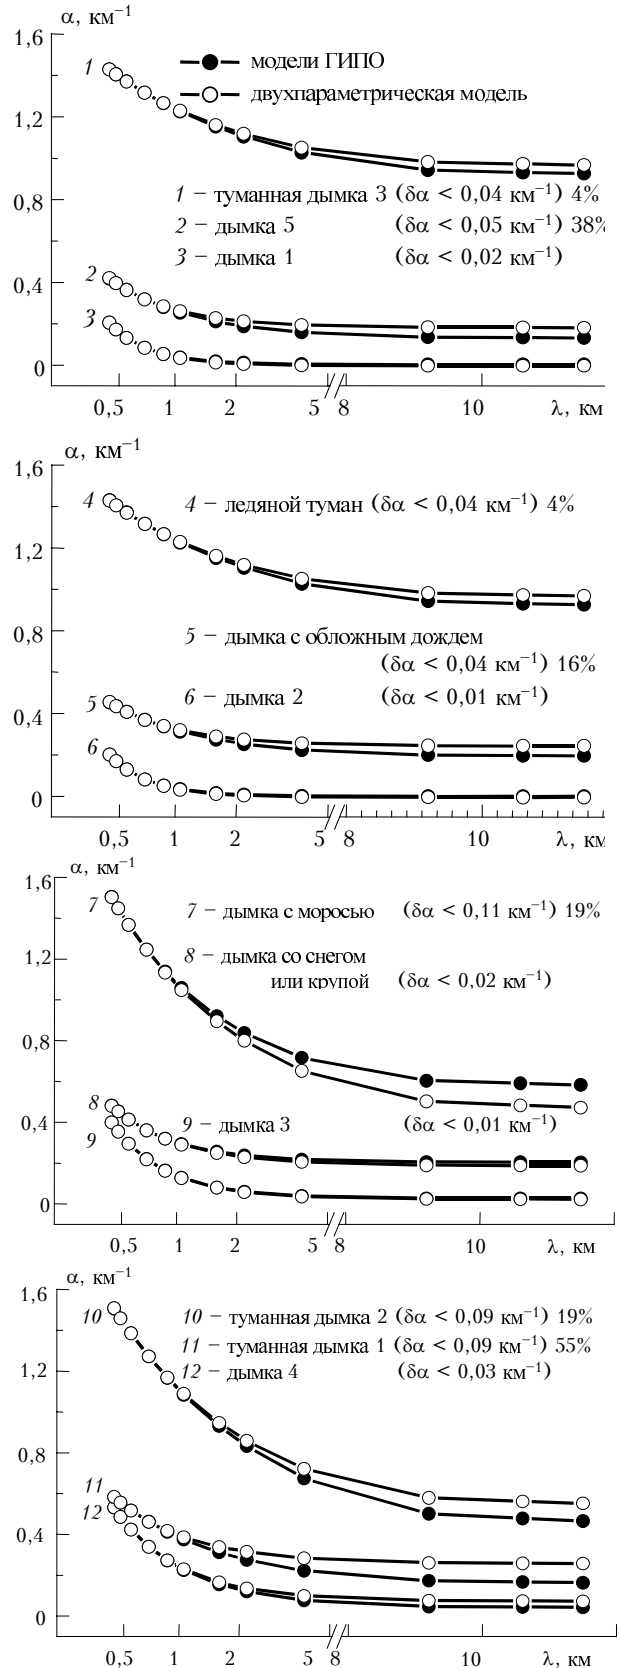 α, км⁻¹
1,6
модели ГИПО
двухпараметрическая модель
1
1,2
1 – туманная дымка 3 (δα < 0,04 км⁻¹) 4%
0,8
2 – дымка 5 (δα < 0,05 км⁻¹) 38%
3 – дымка 1 (δα < 0,02 км⁻¹)
0,4
2
3
0
0,5 1 2 5 8 10 λ, км
α, км⁻¹
1,6
4
4 – ледяной туман (δα < 0,04 км⁻¹) 4%
1,2
0,8
5 – дымка с обложным дождем
(δα < 0,04 км⁻¹) 16%
6 – дымка 2 (δα < 0,01 км⁻¹)
0,4
5
6
0
0,5 1 2 5 8 10 λ, км
α, км⁻¹
1,6
7
7 – дымка с моросью (δα < 0,11 км⁻¹) 19%
1,2
8 – дымка со снегом
или крупой (δα < 0,02 км⁻¹)
0,8
8
0,4
9 – дымка 3 (δα < 0,01 км⁻¹)
9
0
0,5 1 2 5 8 10 λ, км
α, км⁻¹
1,6
10
10 – туманная дымка 2 (δα < 0,09 км⁻¹) 19%
11 – туманная дымка 1 (δα < 0,09 км⁻¹) 55%
1,2
12 – дымка 4 (δα < 0,03 км⁻¹)
0,8
11
12
0,4
0
0,5 1 2 5 8 10 λ, км